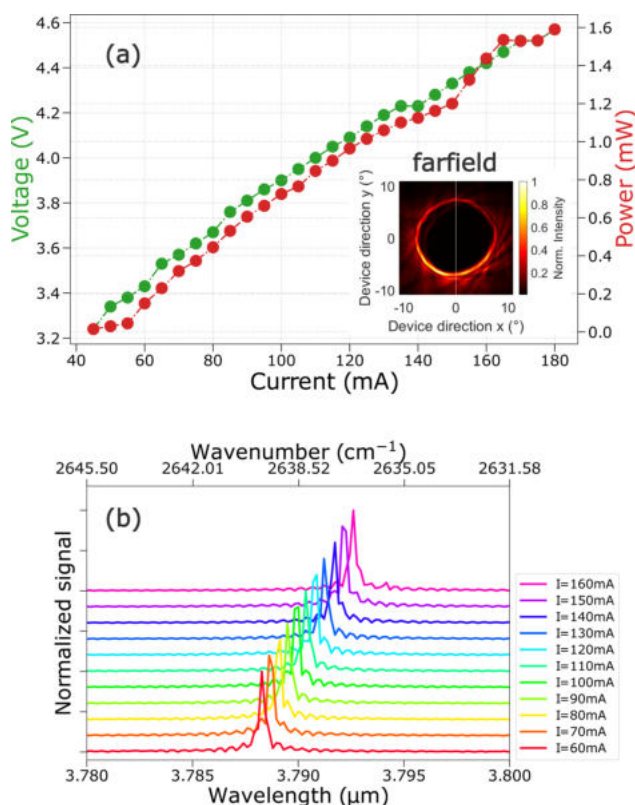 (a)
4.6
4.4
4.2
4.0
3.8
3.6
3.4
3.2
Voltage (V)
1.6
1.4
1.2
1.0
0.8
0.6
0.4
0.2
0.0
Power (mW)
farfield
10
0
-10
Device direction y (°)
-10 0 10
Device direction x (°)
1
0.8
0.6
0.4
0.2
Norm. Intensity
40 60 80 100 120 140 160 180
Current (mA)
Wavenumber (cm⁻¹)
2645.50 2642.01 2638.52 2635.05 2631.58
(b)
Normalized signal
I=160mA
I=150mA
I=140mA
I=130mA
I=120mA
I=110mA
I=100mA
I=90mA
I=80mA
I=70mA
I=60mA
3.780 3.785 3.790 3.795 3.800
Wavelength (μm)